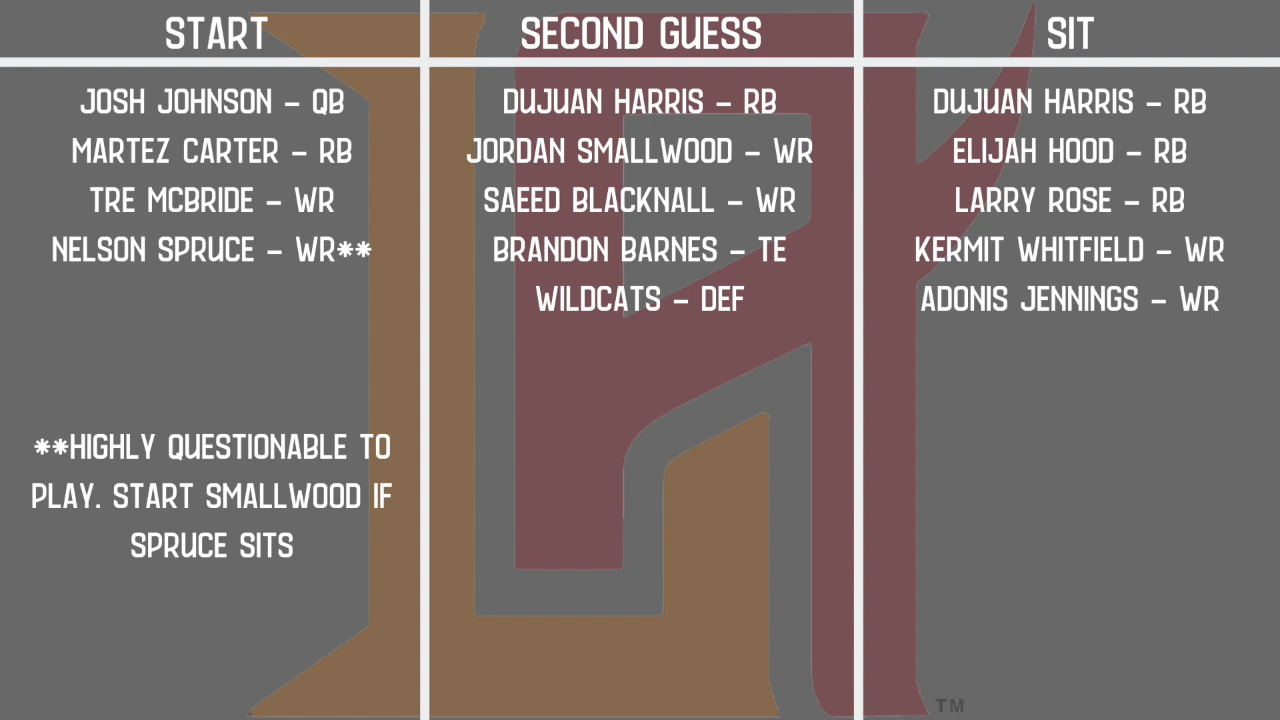 START
JOSH JOHNSON – QB
MARTEZ CARTER – RB
TRE MCBRIDE – WR
NELSON SPRUCE – WR**
**HIGHLY QUESTIONABLE TO
PLAY. START SMALLWOOD IF
SPRUCE SITS
SECOND GUESS
DUJUAN HARRIS – RB
JORDAN SMALLWOOD – WR
SAEED BLACKNALL – WR
BRANDON BARNES – TE
WILDCATS – DEF
SIT
DUJUAN HARRIS – RB
ELIJAH HOOD – RB
LARRY ROSE – RB
KERMIT WHITFIELD – WR
ADONIS JENNINGS – WR
TM